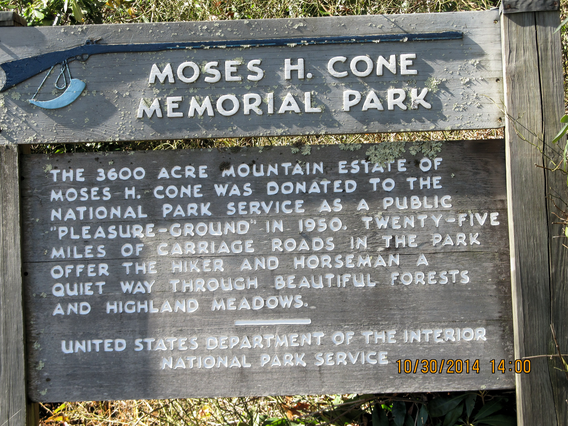 MOSES H. CONE
MEMORIAL PARK
THE 3600 ACRE MOUNTAIN ESTATE OF
MOSES H. CONE WAS DONATED TO THE
NATIONAL PARK SERVICE AS A PUBLIC
"PLEASURE-GROUND" IN 1950. TWENTY-FIVE
MILES OF CARRIAGE ROADS IN THE PARK
OFFER THE HIKER AND HORSEMAN A
QUIET WAY THROUGH BEAUTIFUL FORESTS
AND HIGHLAND MEADOWS.
UNITED STATES DEPARTMENT OF THE INTERIOR
NATIONAL PARK SERVICE
10/30/2014 14:00